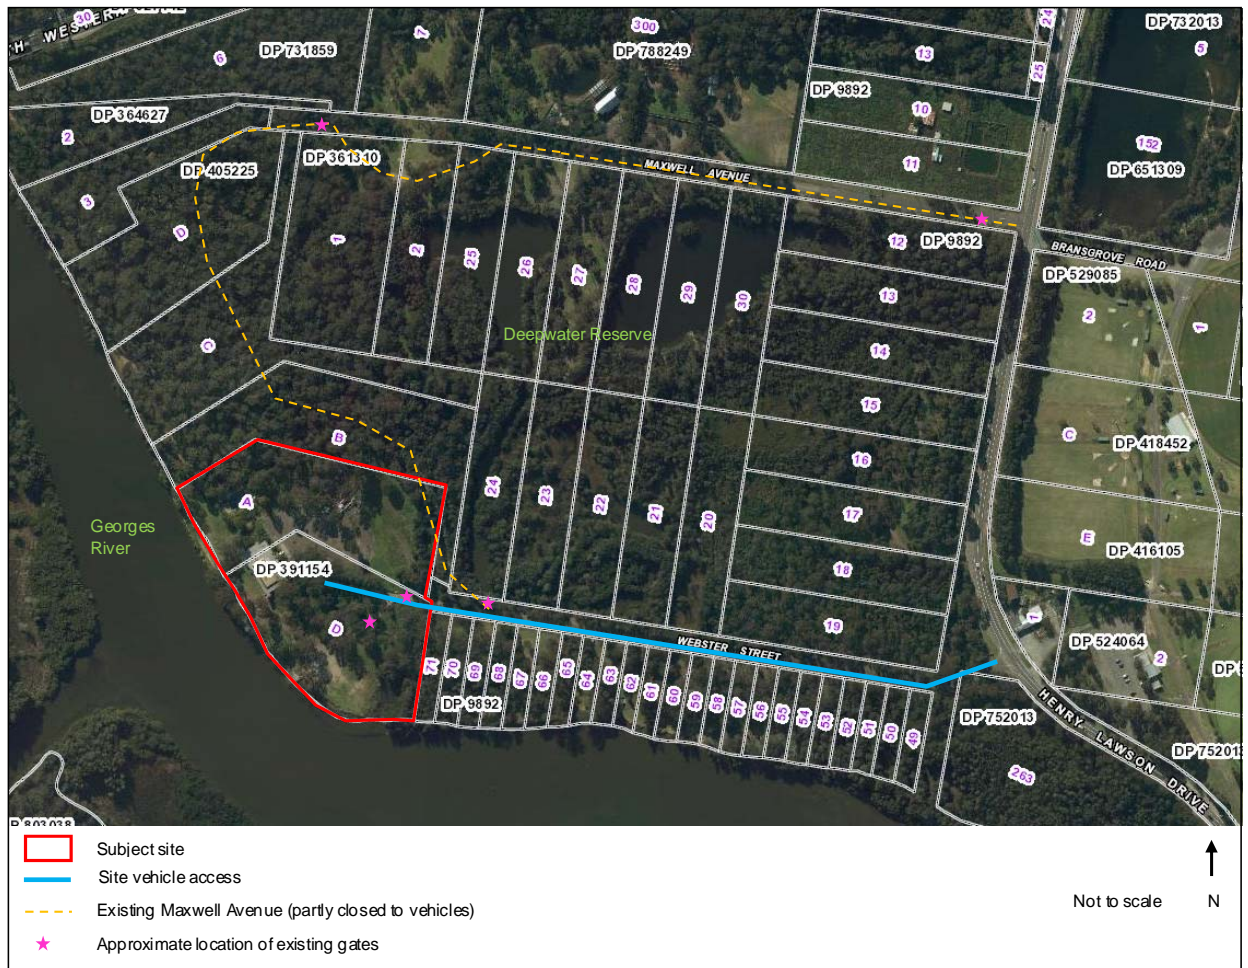 30
H WESTERN
6
DP 731859
7
300
DP 788249
13
24
25
DP 732013
5
DP 9892
10
11
152
DP 651309
DP 364627
2
3
DP 405225
D
DP 361310
MAXWELL AVENUE
12
DP 9892
BRANSGROVE ROAD
DP 529085
1
2
25
26
27
28
29
30
13
2
1
Deepwater Reserve
14
C
15
B
16
C
DP 418452
A
24
23
22
21
20
17
Georges
River
E
DP 416105
DP 391154
18
D
19
1
DP 524064
2
WEBSTER STREET
71
70
69
68
67
66
65
64
63
62
61
60
59
58
57
56
55
54
53
52
51
50
49
DP 9892
DP 752013
HENRY LAWSON DRIVE
263
Subject site
Site vehicle access
Existing Maxwell Avenue (partly closed to vehicles)
Approximate location of existing gates
Not to scale
N